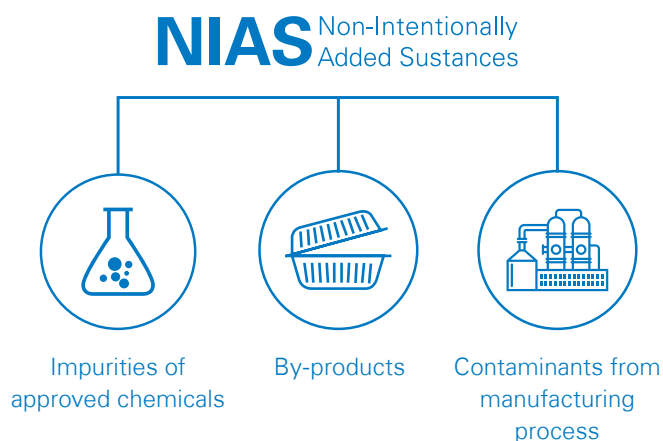 NIAS Non-Intentionally
Added Sustances
Impurities of
approved chemicals
By-products
Contaminants from
manufacturing
process